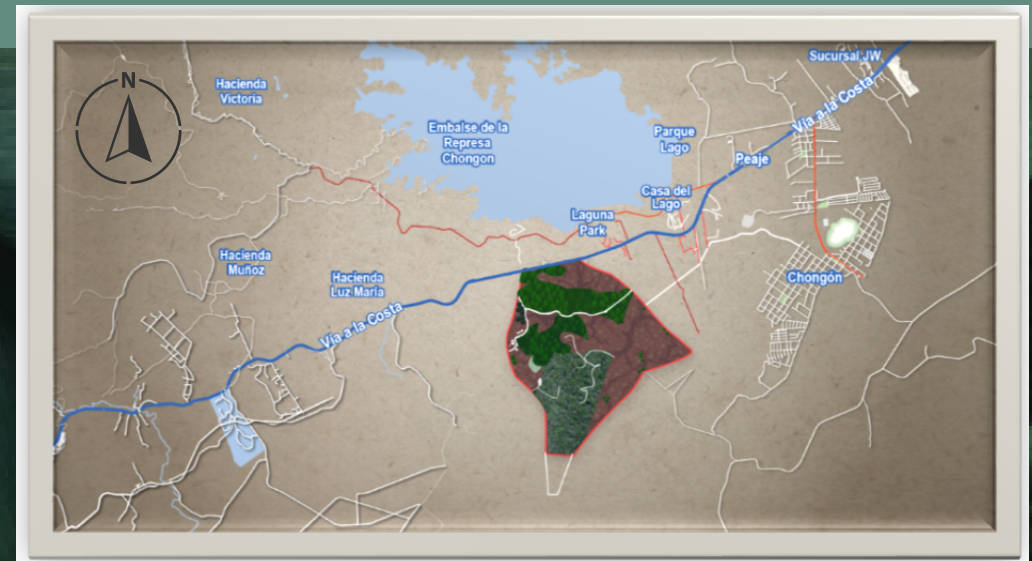 N
Hacienda
Victoria
Sucursal JW
Vía a la Costa
Embalse de la
Represa
Chongon
Parque
Lago
Peaje
Casa del
Lago
Laguna
Park
Hacienda
Muñoz
Hacienda
Luz María
Chongón
Vía a la Costa